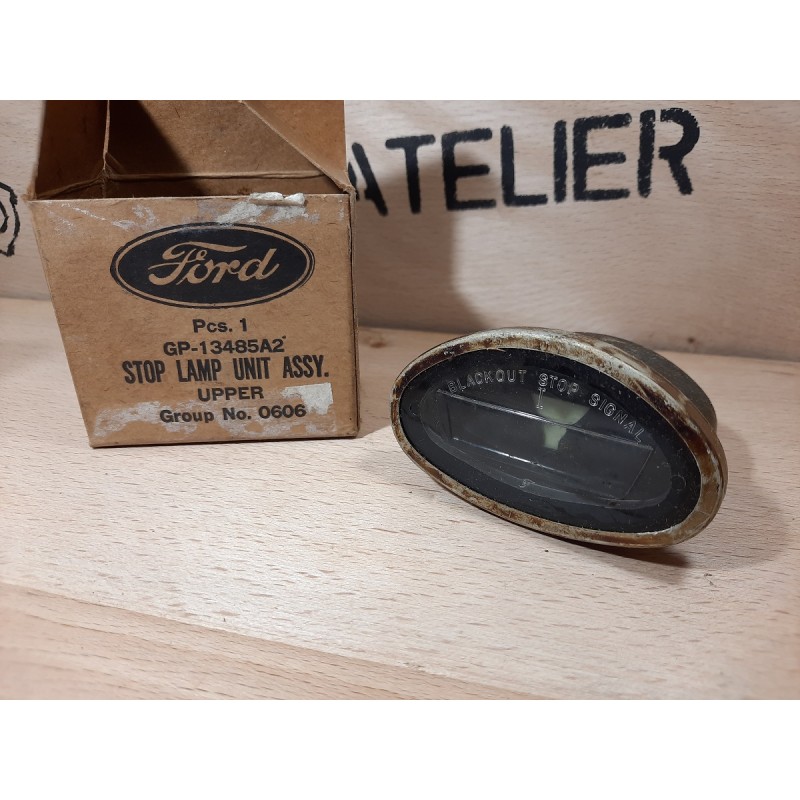 ATELIER
Ford
Pcs. 1
GP-13485A2
STOP LAMP UNIT ASSY.
UPPER
Group No. 0606
BLACKOUT STOP SIGNAL